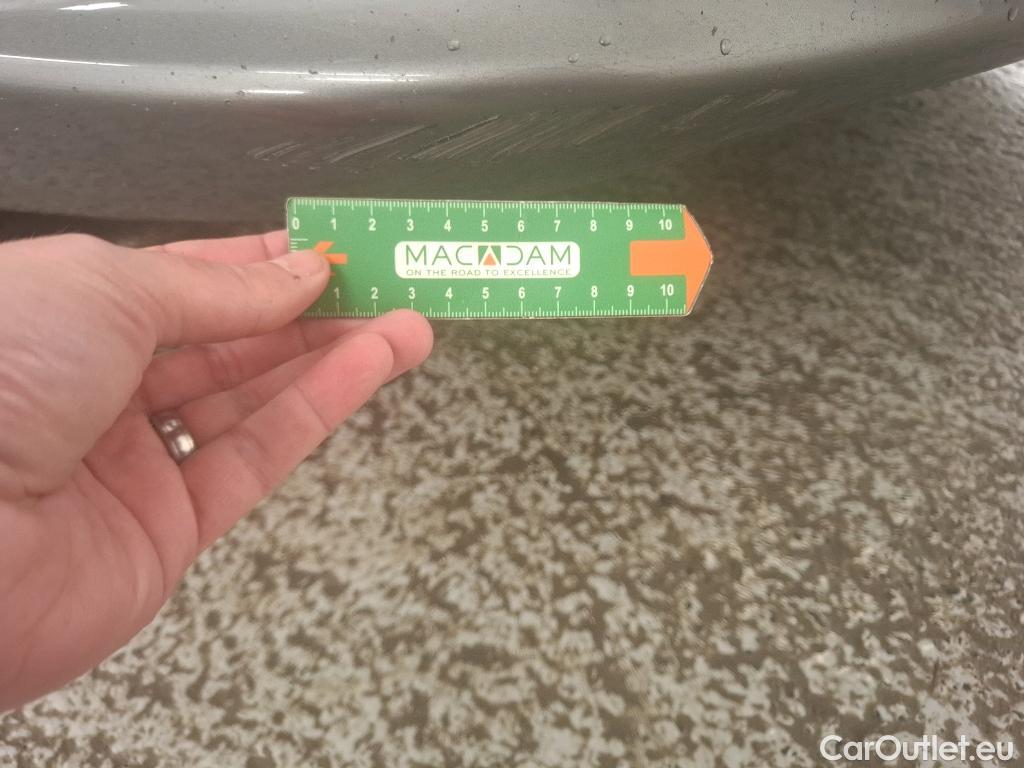 0 1 2 3 4 5 6 7 8 9 10
MACADAM
ON THE ROAD TO EXCELLENCE
1 2 3 4 5 6 7 8 9 10
CarOutlet.eu